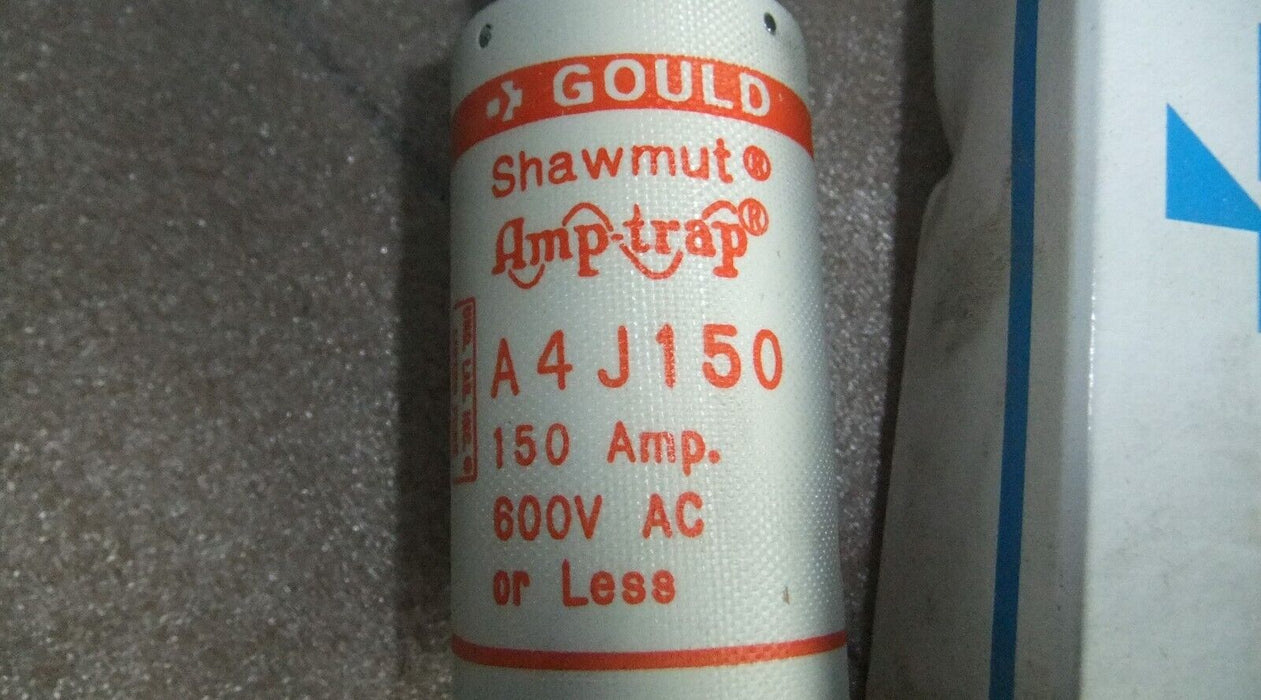 GOULD
Shawmut®
Amp-trap®
A4J150
150 Amp.
600V AC
or Less